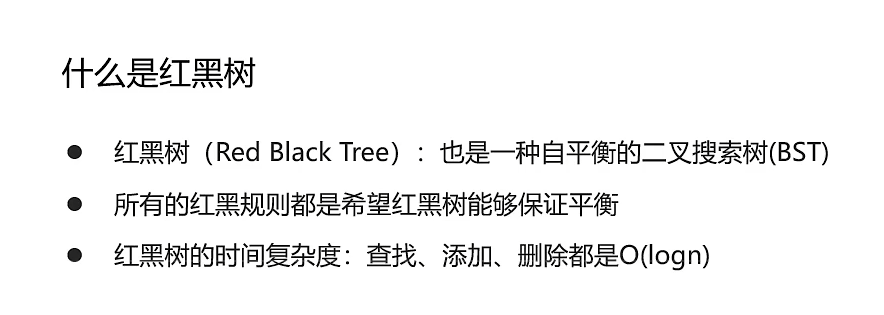 什么是红黑树
● 红黑树（Red Black Tree）：也是一种自平衡的二叉搜索树(BST)
● 所有的红黑规则都是希望红黑树能够保证平衡
● 红黑树的时间复杂度：查找、添加、删除都是O(logn)